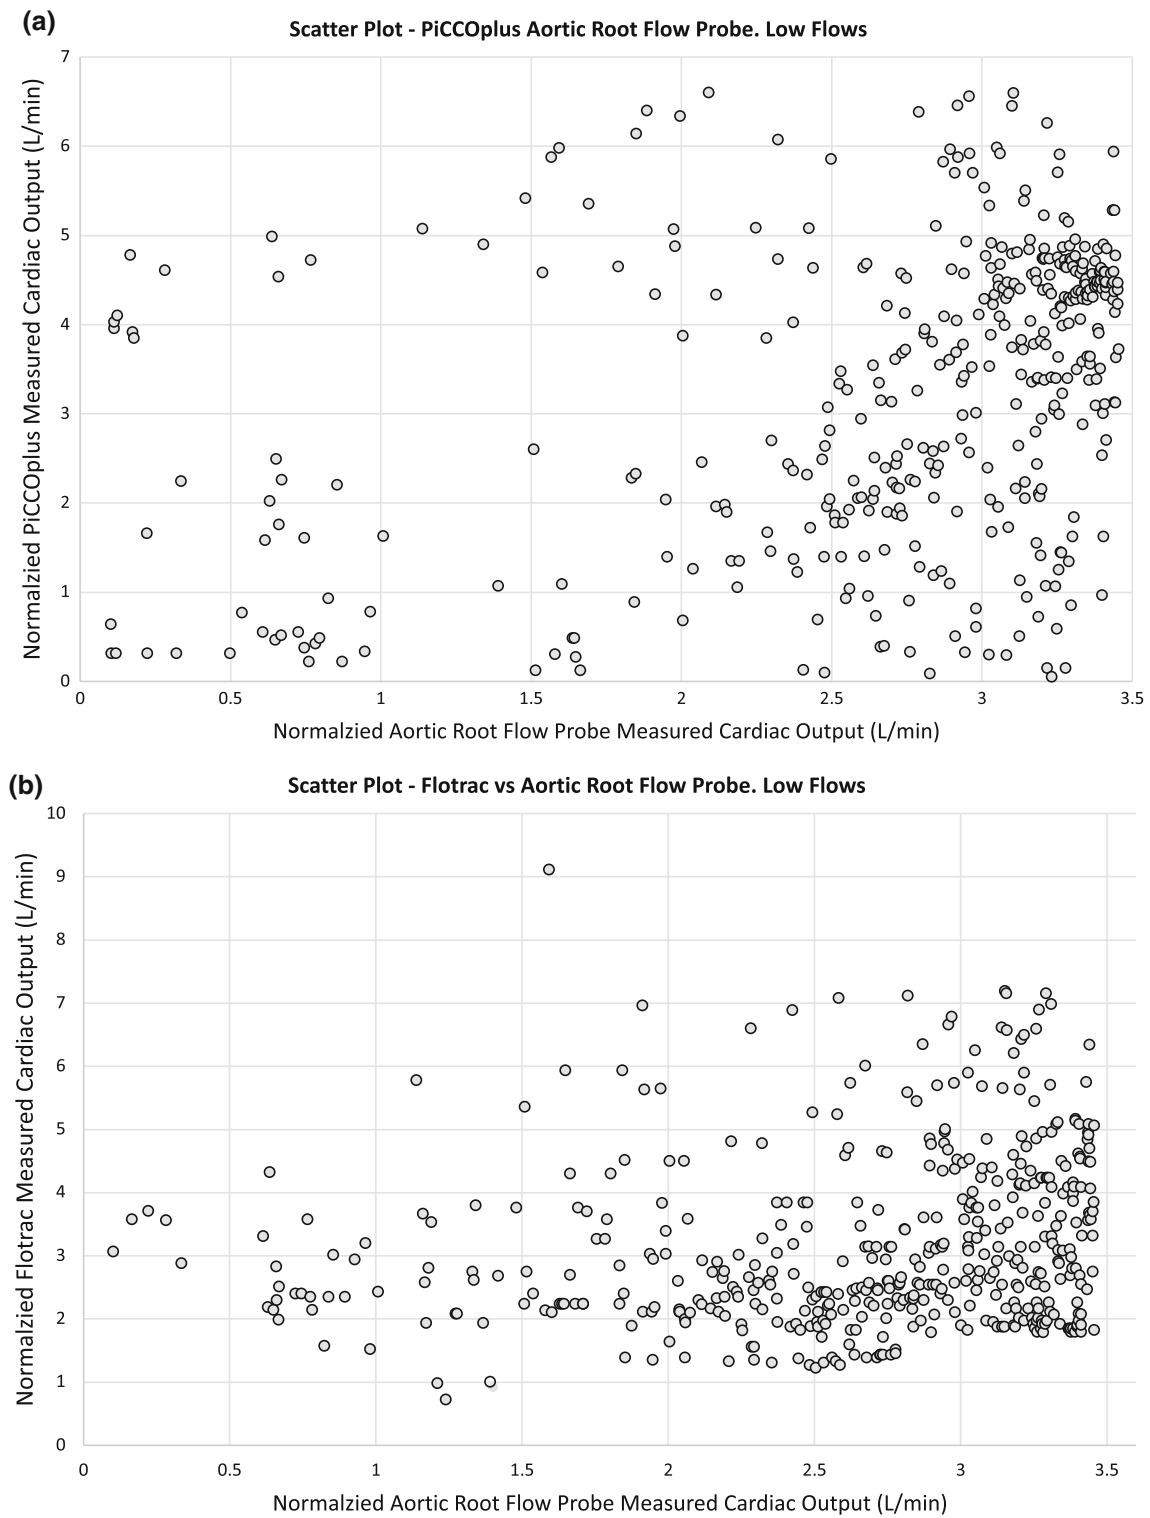 (a)
Scatter Plot - PiCCOplus Aortic Root Flow Probe. Low Flows
Normalzied PiCCOplus Measured Cardiac Output (L/min)
7
6
5
4
3
2
1
0
0 0.5 1 1.5 2 2.5 3 3.5
Normalzied Aortic Root Flow Probe Measured Cardiac Output (L/min)
(b)
Scatter Plot - Flotrac vs Aortic Root Flow Probe. Low Flows
Normalzied Flotrac Measured Cardiac Output (L/min)
10
9
8
7
6
5
4
3
2
1
0
0 0.5 1 1.5 2 2.5 3 3.5
Normalzied Aortic Root Flow Probe Measured Cardiac Output (L/min)